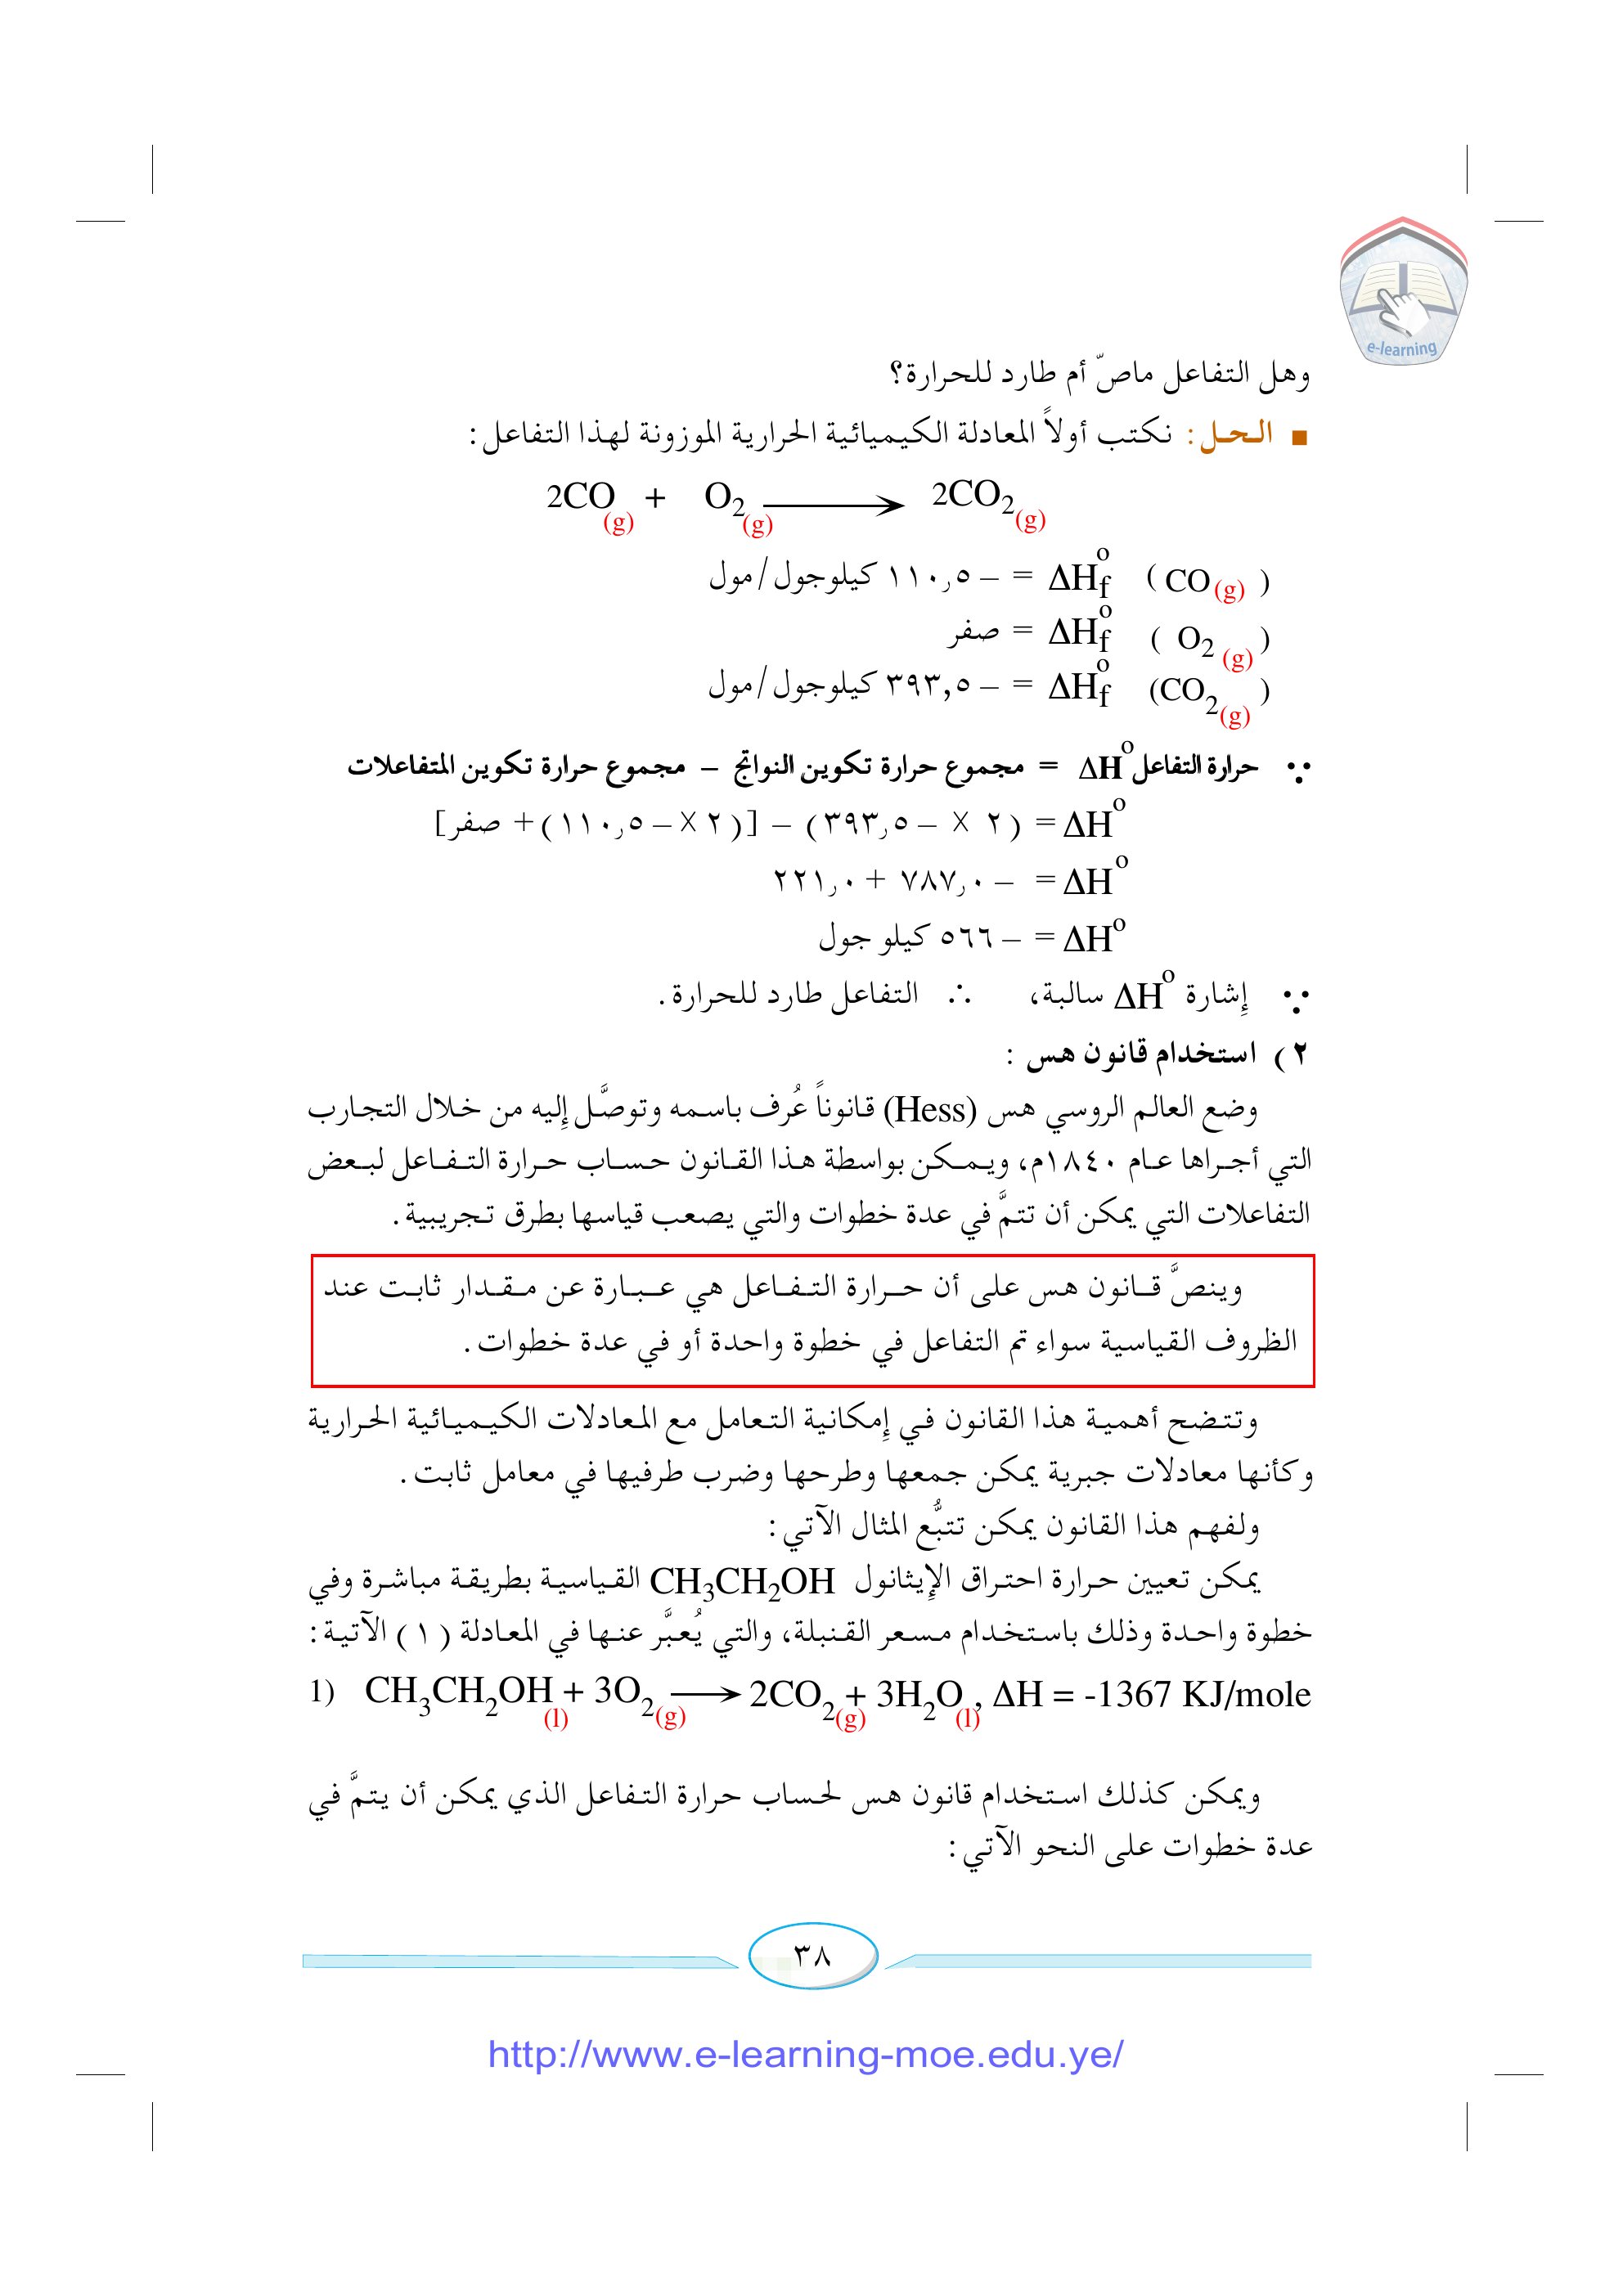 e-learning
وهل التفاعل ماصّ أم طارد للحرارة؟
■ الـحـل : نكتب أولاً المعادلة الكيميائية الحرارية الموزونة لهذا التفاعل :
2CO(g) + O2(g) ⟶ 2CO2(g)
( CO(g) ) ΔHfo = – ١١٠٫٥ كيلوجول/مول
( O2 (g) ) ΔHfo = صفر
(CO2(g) ) ΔHfo = – ٣٩٣,٥ كيلوجول/مول
∵ حرارة التفاعل ΔHo = مجموع حرارة تكوين النواتج – مجموع حرارة تكوين المتفاعلات
ΔHo = ( ٢ X – ٣٩٣٫٥) – [(٢ X – ١١٠٫٥) + صفر]
ΔHo = – ٧٨٧٫٠ + ٢٢١٫٠
ΔHo = – ٥٦٦ كيلو جول
∵ إشارة ΔHo سالبة، ∴ التفاعل طارد للحرارة .
٢) استخدام قانون هس :
وضع العالم الروسي هس (Hess) قانوناً عُرف باسمه وتوصَّل إليه من خلال التجارب
التي أجراها عام ١٨٤٠م، ويمكن بواسطة هذا القانون حساب حرارة التفاعل لبعض
التفاعلات التي يمكن أن تتمَّ في عدة خطوات والتي يصعب قياسها بطرق تجريبية .
وينصَّ قانون هس على أن حرارة التفاعل هي عبارة عن مقدار ثابت عند
الظروف القياسية سواء تم التفاعل في خطوة واحدة أو في عدة خطوات .
وتتضح أهمية هذا القانون في إمكانية التعامل مع المعادلات الكيميائية الحرارية
وكأنها معادلات جبرية يمكن جمعها وطرحها وضرب طرفيها في معامل ثابت .
ولفهم هذا القانون يمكن تتبُّع المثال الآتي :
يمكن تعيين حرارة احتراق الإيثانول CH3CH2OH القياسية بطريقة مباشرة وفي
خطوة واحدة وذلك باستخدام مسعر القنبلة، والتي يُعبَّر عنها في المعادلة (١) الآتية :
1) CH3CH2OH(l) + 3O2(g) ⟶ 2CO2(g) + 3H2O(l), ΔH = -1367 KJ/mole
ويمكن كذلك استخدام قانون هس لحساب حرارة التفاعل الذي يمكن أن يتمَّ في
عدة خطوات على النحو الآتي :
٣٨
http://www.e-learning-moe.edu.ye/